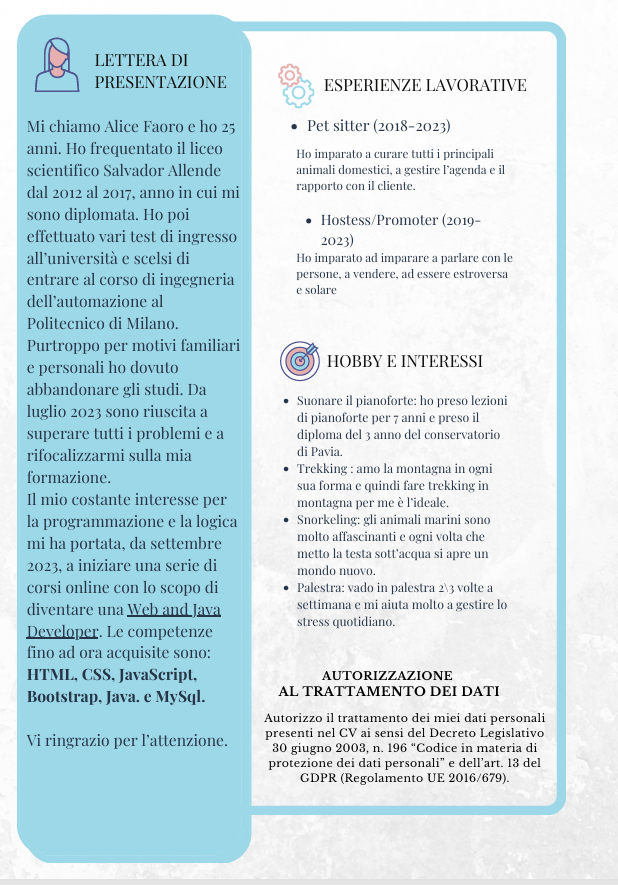 LETTERA DI
PRESENTAZIONE
Mi chiamo Alice Faoro e ho 25
anni. Ho frequentato il liceo
scientifico Salvador Allende
dal 2012 al 2017, anno in cui mi
sono diplomata. Ho poi
effettuato vari test di ingresso
all'università e scelsi di
entrare al corso di ingegneria
dell'automazione al
Politecnico di Milano.
Purtroppo per motivi familiari
e personali ho dovuto
abbandonare gli studi. Da
luglio 2023 sono riuscita a
superare tutti i problemi e a
rifocalizzarmi sulla mia
formazione.
Il mio costante interesse per
la programmazione e la logica
mi ha portata, da settembre
2023, a iniziare una serie di
corsi online con lo scopo di
diventare una Web and Java
Developer. Le competenze
fino ad ora acquisite sono:
HTML, CSS, JavaScript,
Bootstrap, Java. e MySql.
Vi ringrazio per l'attenzione.
ESPERIENZE LAVORATIVE
• Pet sitter (2018-2023)
Ho imparato a curare tutti i principali
animali domestici, a gestire l'agenda e il
rapporto con il cliente.
• Hostess/Promoter (2019-
2023)
Ho imparato ad imparare a parlare con le
persone, a vendere, ad essere estroversa
e solare
HOBBY E INTERESSI
• Suonare il pianoforte: ho preso lezioni
di pianoforte per 7 anni e preso il
diploma del 3 anno del conservatorio
di Pavia.
• Trekking : amo la montagna in ogni
sua forma e quindi fare trekking in
montagna per me è l'ideale.
• Snorkeling: gli animali marini sono
molto affascinanti e ogni volta che
metto la testa sott'acqua si apre un
mondo nuovo.
• Palestra: vado in palestra 2\3 volte a
settimana e mi aiuta molto a gestire lo
stress quotidiano.
AUTORIZZAZIONE
AL TRATTAMENTO DEI DATI
Autorizzo il trattamento dei miei dati personali
presenti nel CV ai sensi del Decreto Legislativo
30 giugno 2003, n. 196 “Codice in materia di
protezione dei dati personali” e dell'art. 13 del
GDPR (Regolamento UE 2016/679).